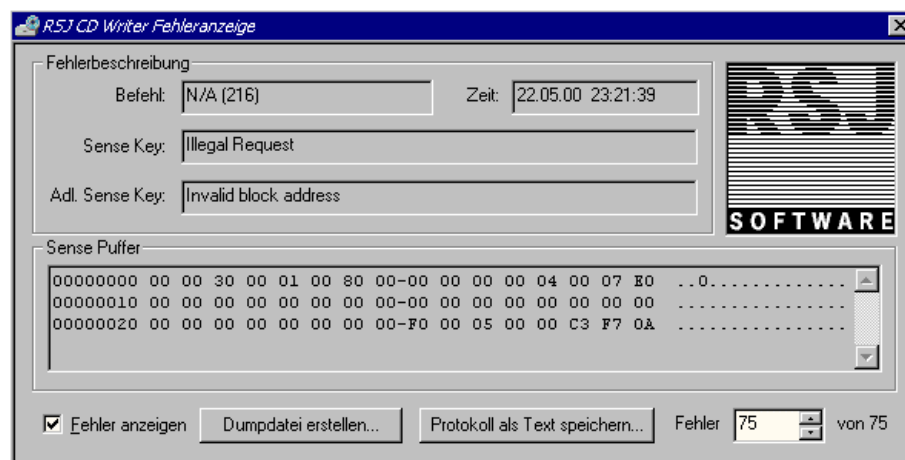 RSJ CD Writer Fehleranzeige
Fehlerbeschreibung
Befehl: N/A (216) Zeit: 22.05.00 23:21:39
Sense Key: Illegal Request
Adl. Sense Key: Invalid block address
RSJ
SOFTWARE
Sense Puffer
00000000 00 00 30 00 01 00 80 00-00 00 00 00 04 00 07 E0 ..0.............
00000010 00 00 00 00 00 00 00 00-00 00 00 00 00 00 00 00 ................
00000020 00 00 00 00 00 00 00 00-F0 00 05 00 00 C3 F7 0A ................
Fehler anzeigen Dumpdatei erstellen... Protokoll als Text speichern... Fehler 75 von 75